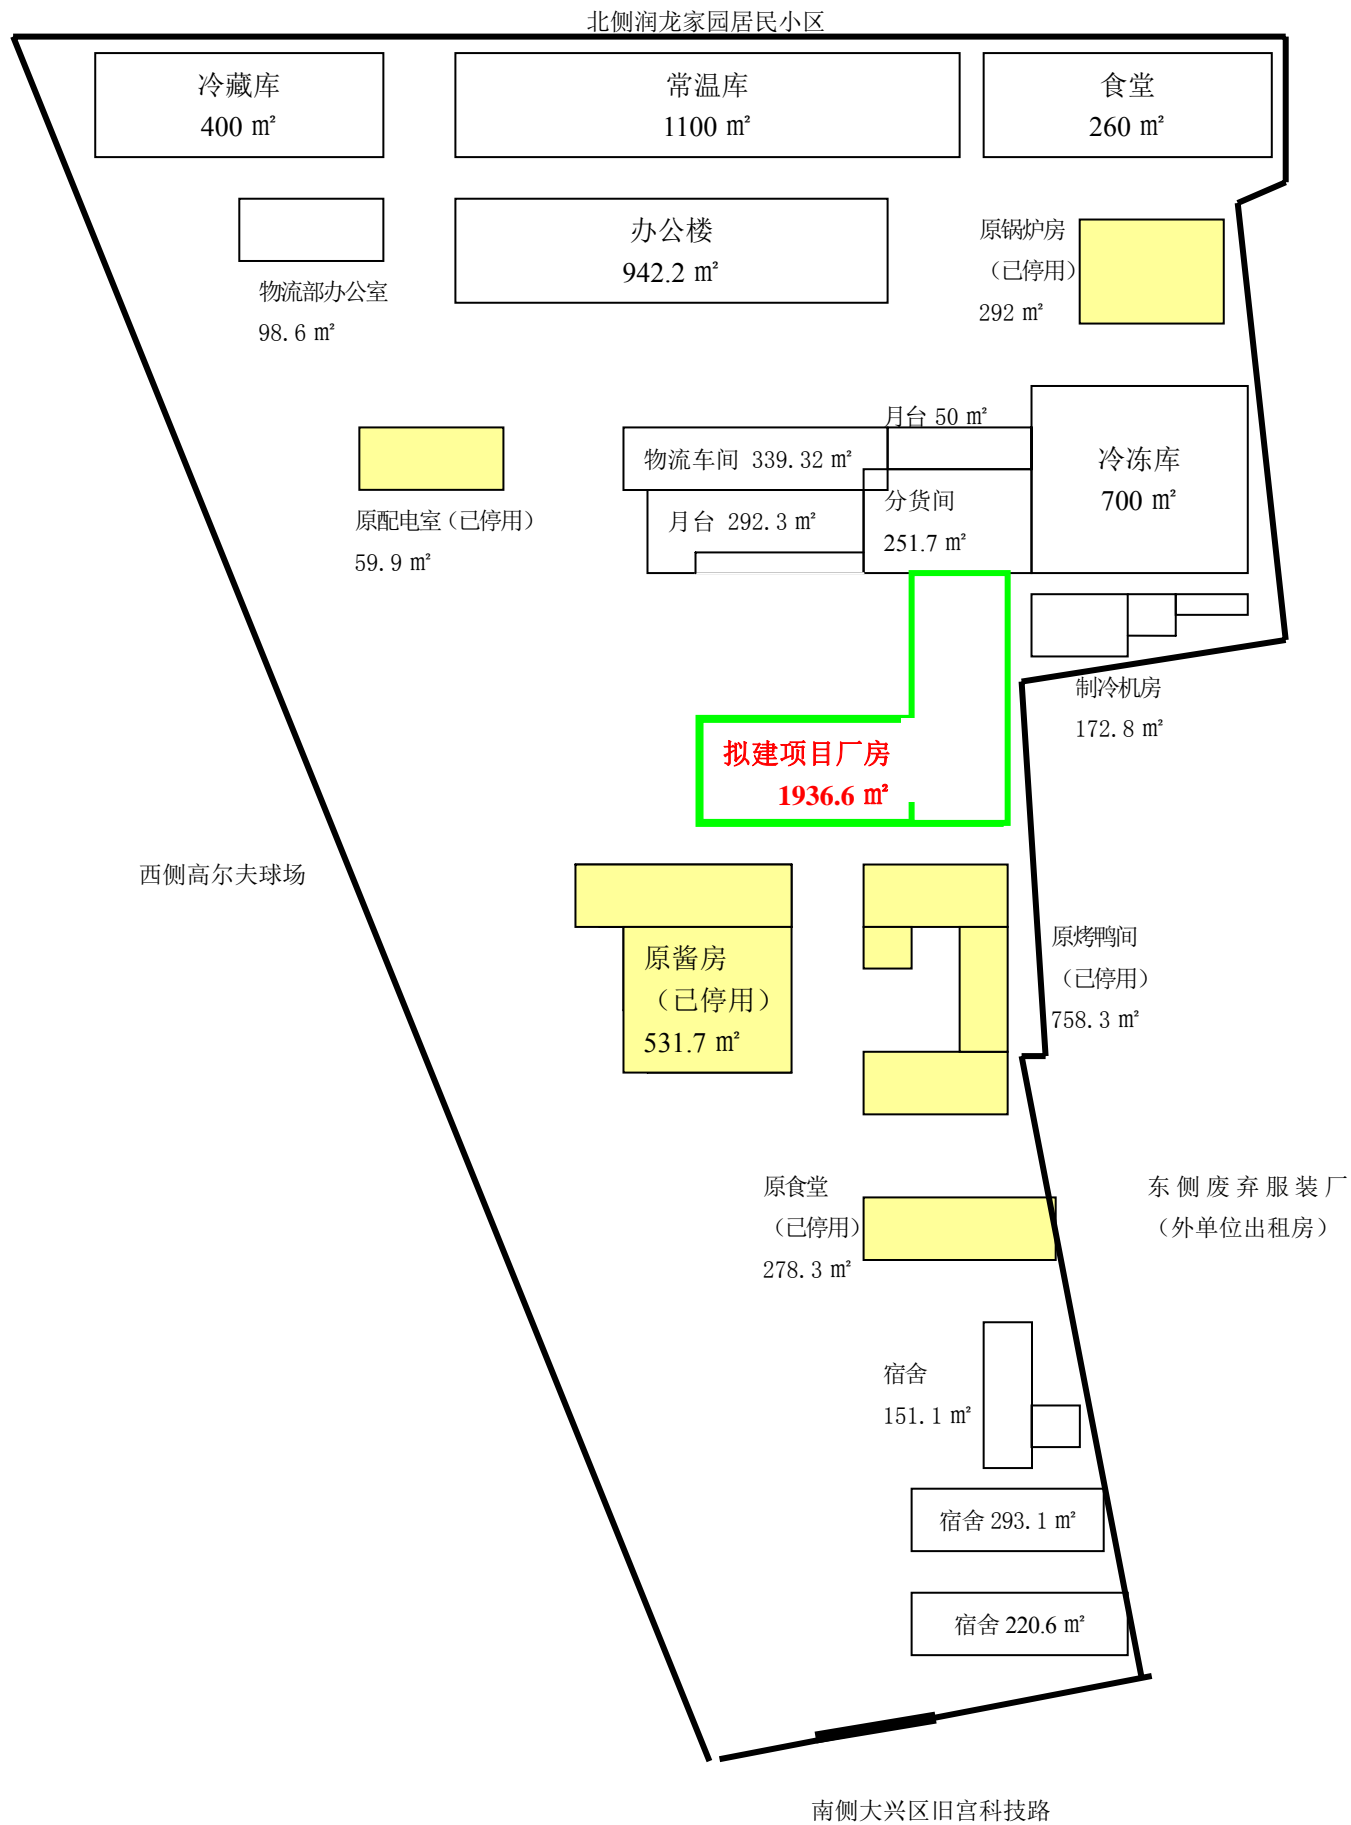 北侧润龙家园居民小区
冷藏库
400 ㎡
常温库
1100 ㎡
食堂
260 ㎡
物流部办公室
98.6 ㎡
办公楼
942.2 ㎡
原锅炉房
（已停用）
292 ㎡
原配电室（已停用）
59.9 ㎡
物流车间 339.32 ㎡
月台 50 ㎡
月台 292.3 ㎡
分货间
251.7 ㎡
冷冻库
700 ㎡
制冷机房
172.8 ㎡
拟建项目厂房
1936.6 ㎡
西侧高尔夫球场
原酱房
（已停用）
531.7 ㎡
原烤鸭间
（已停用）
758.3 ㎡
原食堂
（已停用）
278.3 ㎡
东侧废弃服装厂
（外单位出租房）
宿舍
151.1 ㎡
宿舍 293.1 ㎡
宿舍 220.6 ㎡
南侧大兴区旧宫科技路